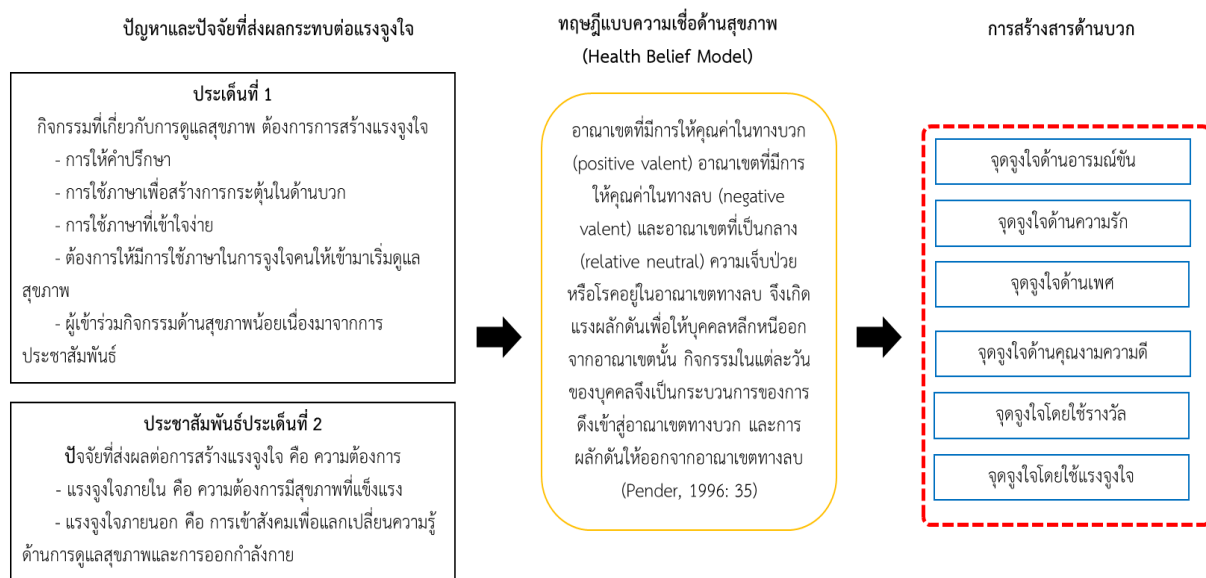 ปัญหาและปัจจัยที่ส่งผลกระทบต่อแรงจูงใจ
ประเด็นที่ 1
กิจกรรมที่เกี่ยวกับการดูแลสุขภาพ ต้องการการสร้างแรงจูงใจ
- การให้คำปรึกษา
- การใช้ภาษาเพื่อสร้างการกระตุ้นในด้านบวก
- การใช้ภาษาที่เข้าใจง่าย
- ต้องการให้มีการใช้ภาษาในการจูงใจคนให้เข้ามาเริ่มดูแล
สุขภาพ
- ผู้เข้าร่วมกิจกรรมด้านสุขภาพน้อยเนื่องมาจากการ
ประชาสัมพันธ์
ประชาสัมพันธ์ประเด็นที่ 2
ปัจจัยที่ส่งผลต่อการสร้างแรงจูงใจ คือ ความต้องการ
- แรงจูงใจภายใน คือ ความต้องการมีสุขภาพที่แข็งแรง
- แรงจูงใจภายนอก คือ การเข้าสังคมเพื่อแลกเปลี่ยนความรู้
ด้านการดูแลสุขภาพและการออกกำลังกาย
ทฤษฎีแบบความเชื่อด้านสุขภาพ
(Health Belief Model)
อาณาเขตที่มีการให้คุณค่าในทางบวก
(positive valent) อาณาเขตที่มีการ
ให้คุณค่าในทางลบ (negative
valent) และอาณาเขตที่เป็นกลาง
(relative neutral) ความเจ็บป่วย
หรือโรคอยู่ในอาณาเขตทางลบ จึงเกิด
แรงผลักดันเพื่อให้บุคคลหลีกหนีออก
จากอาณาเขตนั้น กิจกรรมในแต่ละวัน
ของบุคคลจึงเป็นกระบวนการของการ
ดึงเข้าสู่อาณาเขตทางบวก และการ
ผลักดันให้ออกจากอาณาเขตทางลบ
(Pender, 1996: 35)
การสร้างสารด้านบวก
จุดจูงใจด้านอารมณ์ขัน
จุดจูงใจด้านความรัก
จุดจูงใจด้านเพศ
จุดจูงใจด้านคุณงามความดี
จุดจูงใจโดยใช้รางวัล
จุดจูงใจโดยใช้แรงจูงใจ